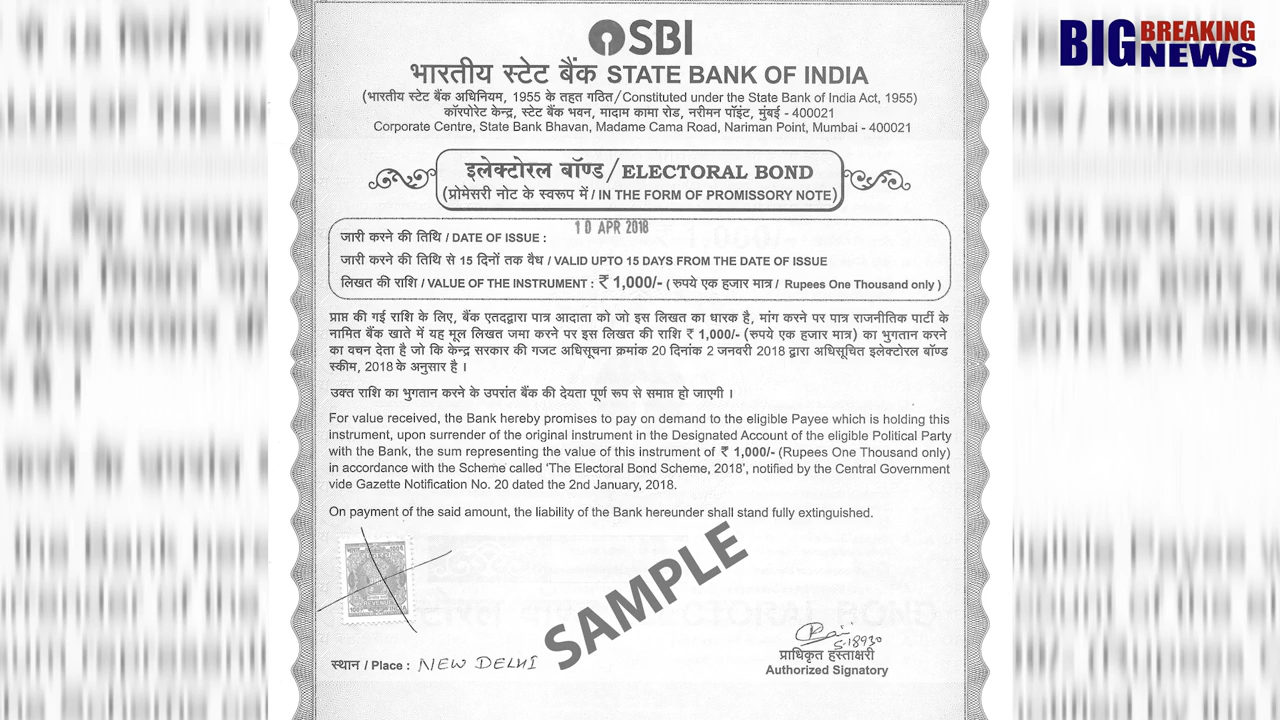 BIG BREAKING NEWS
SBI
भारतीय स्टेट बैंक STATE BANK OF INDIA
(भारतीय स्टेट बैंक अधिनियम, 1955 के तहत गठित/Constituted under the State Bank of India Act, 1955)
कॉरपोरेट केन्द्र, स्टेट बैंक भवन, मादाम कामा रोड, नरीमन पॉइंट, मुंबई - 400021
Corporate Centre, State Bank Bhavan, Madame Cama Road, Nariman Point, Mumbai - 400021
इलेक्टोरल बॉण्ड/ELECTORAL BOND
(प्रोमेसरी नोट के स्वरूप में/IN THE FORM OF PROMISSORY NOTE)
10 APR 2018
जारी करने की तिथि / DATE OF ISSUE :
जारी करने की तिथि से 15 दिनों तक बैध / VALID UPTO 15 DAYS FROM THE DATE OF ISSUE
लिखत की राशि / VALUE OF THE INSTRUMENT : ₹ 1,000/- (रूपये एक हजार मात्र / Rupees One Thousand only )
प्राप्त की गई राशि के लिए, बैंक एतदद्वारा पात्र आदाता को जो इस लिखत का धारक है, मांग करने पर पात्र राजनीतिक पार्टी के
नामित बैंक खाते में यह मूल लिखत जमा करने पर इस लिखत की राशि ₹ 1,000/- (रूपये एक हजार मात्र) का भुगतान करने
का वचन देता है जो कि केन्द्र सरकार की गजट अधिसूचना क्रमांक 20 दिनांक 2 जनवरी 2018 द्वारा अधिसूचित इलेक्टोरल बॉण्ड
स्कीम, 2018 के अनुसार है ।
उक्त राशि का भुगतान करने के उपरांत बैंक की देयता पूर्ण रूप से समाप्त हो जाएगी ।
For value received, the Bank hereby promises to pay on demand to the eligible Payee which is holding this
instrument, upon surrender of the original instrument in the Designated Account of the eligible Political Party
with the Bank, the sum representing the value of this instrument of ₹ 1,000/- (Rupees One Thousand only)
in accordance with the Scheme called 'The Electoral Bond Scheme, 2018', notified by the Central Government
vide Gazette Notification No. 20 dated the 2nd January, 2018.
On payment of the said amount, the liability of the Bank hereunder shall stand fully extinguished.
SAMPLE
S-18930
प्राधिकृत हस्ताक्षरी
Authorized Signatory
स्थान / Place : NEW DELHI